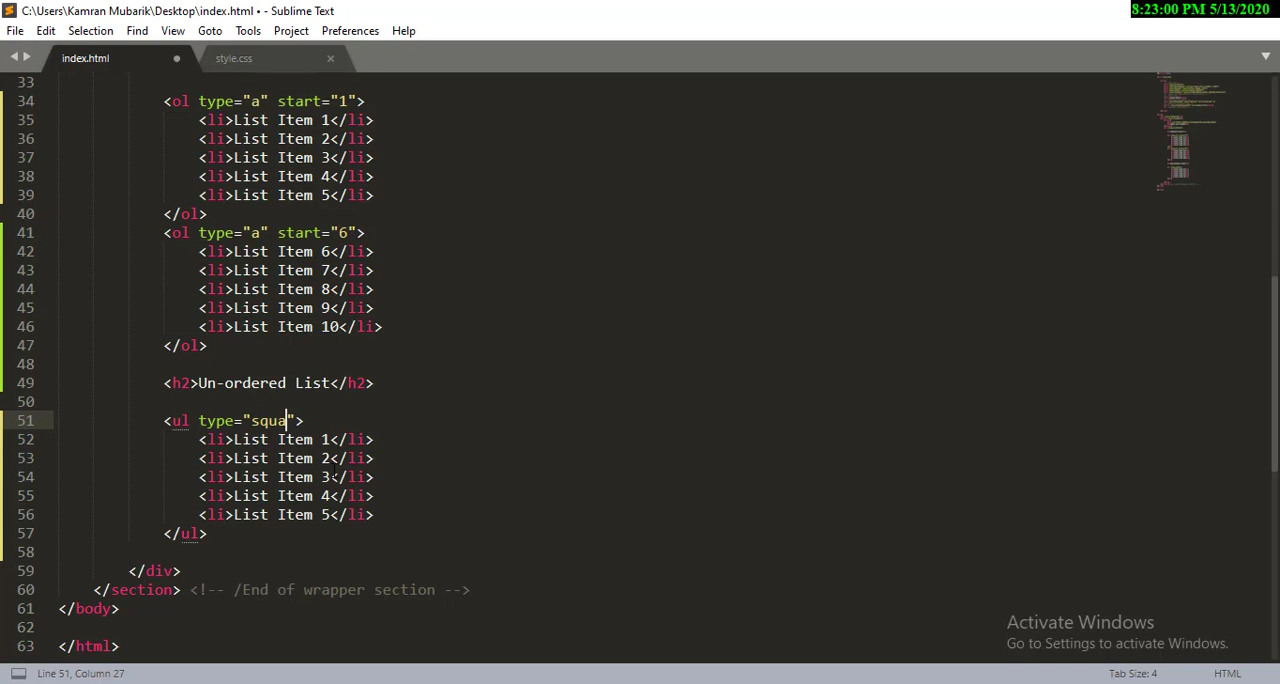 C:\Users\Kamran Mubarik\Desktop\index.html • - Sublime Text
8:23:00 PM 5/13/2020
File Edit Selection Find View Goto Tools Project Preferences Help
index.html style.css
33
34 <ol type="a" start="1">
35 <li>List Item 1</li>
36 <li>List Item 2</li>
37 <li>List Item 3</li>
38 <li>List Item 4</li>
39 <li>List Item 5</li>
40 </ol>
41 <ol type="a" start="6">
42 <li>List Item 6</li>
43 <li>List Item 7</li>
44 <li>List Item 8</li>
45 <li>List Item 9</li>
46 <li>List Item 10</li>
47 </ol>
48
49 <h2>Un-ordered List</h2>
50
51 <ul type="squa">
52 <li>List Item 1</li>
53 <li>List Item 2</li>
54 <li>List Item 3</li>
55 <li>List Item 4</li>
56 <li>List Item 5</li>
57 </ul>
58
59 </div>
60 </section> <!-- /End of wrapper section -->
61 </body>
62
63 </html>
Activate Windows
Go to Settings to activate Windows.
Line 51, Column 27 Tab Size: 4 HTML